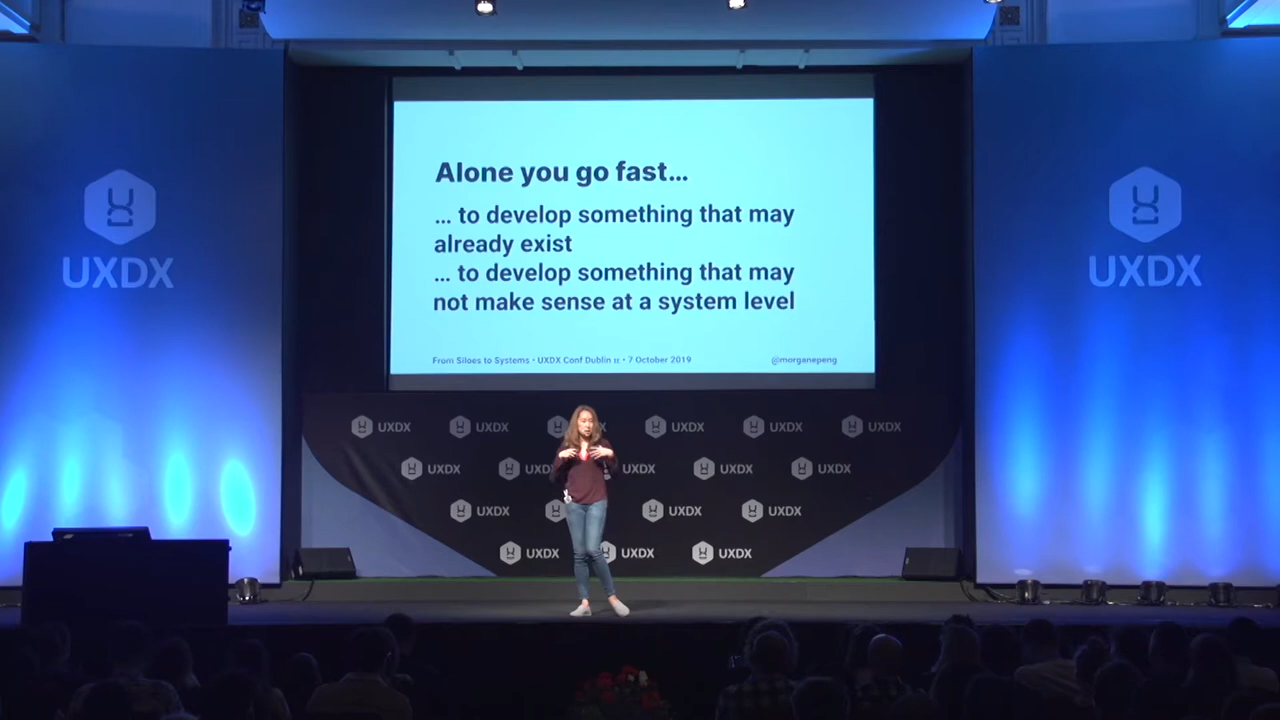 Alone you go fast...
... to develop something that may
already exist
... to develop something that may
not make sense at a system level
From Siloes to Systems • UXDX Conf Dublin • 7 October 2019
@morganepeng
UXDX
UXDX
UXDX UXDX UXDX UXDX UXDX
UXDX UXD UXDX UXDX UXDX
UXDX UXDX UXDX
UXDX UXDX UXDX